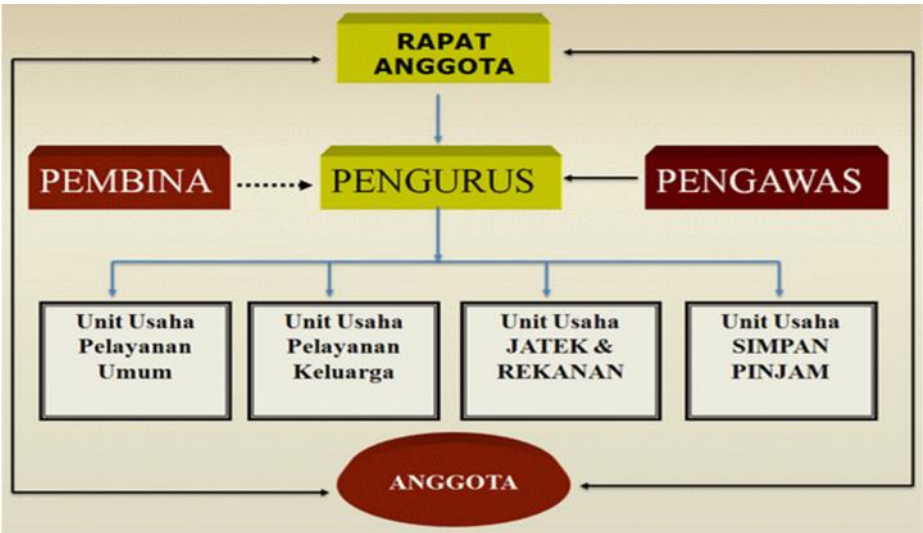 RAPAT
ANGGOTA
PEMBINA
PENGURUS
PENGAWAS
Unit Usaha
Pelayanan
Umum
Unit Usaha
Pelayanan
Keluarga
Unit Usaha
JATEK &
REKANAN
Unit Usaha
SIMPAN
PINJAM
ANGGOTA